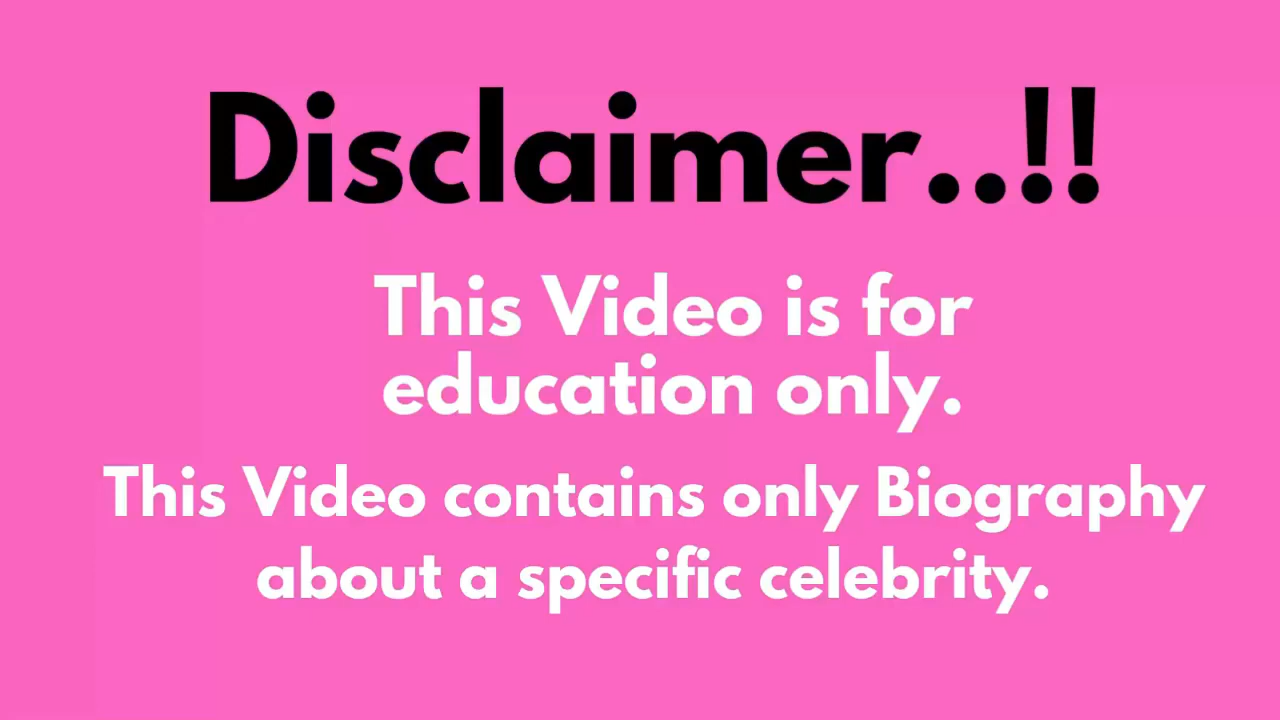 Disclaimer..!!
This Video is for
education only.
This Video contains only Biography
about a specific celebrity.